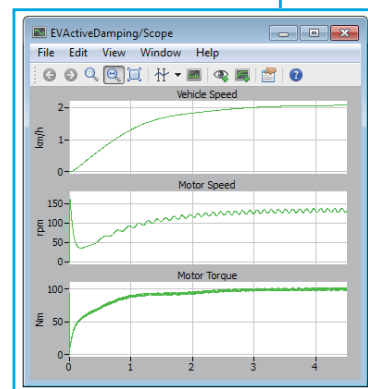 EVActiveDamping/Scope
File Edit View Window Help
Vehicle Speed
2
1
0
km/h
Motor Speed
150
100
50
0
rpm
Motor Torque
100
50
0
Nm
0 1 2 3 4